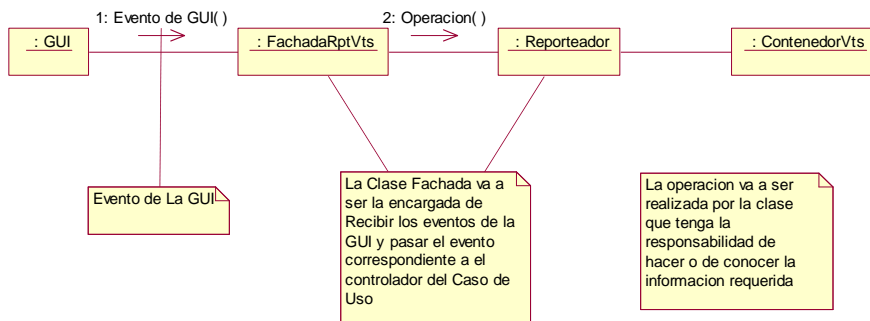 1: Evento de GUI( )
2: Operacion( )
: GUI
: FachadaRptVts
: Reporteador
: ContenedorVts
Evento de La GUI
La Clase Fachada va a
ser la encargada de
Recibir los eventos de la
GUI y pasar el evento
correspondiente a el
controlador del Caso de
Uso
La operacion va a ser
realizada por la clase
que tenga la
responsabilidad de
hacer o de conocer la
informacion requerida